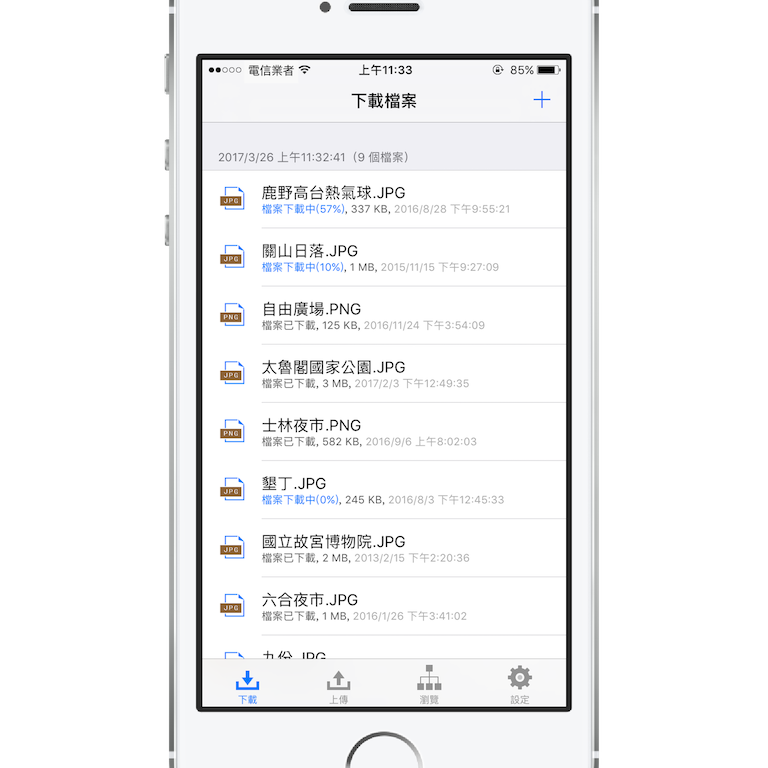 電信業者 上午11:33 85%
下載檔案
2017/3/26 上午11:32:41（9 個檔案）
鹿野高台熱氣球.JPG
JPG
檔案下載中(57%), 337 KB, 2016/8/28 下午9:55:21
關山日落.JPG
JPG
檔案下載中(10%), 1 MB, 2015/11/15 下午9:27:09
自由廣場.PNG
PNG
檔案已下載, 125 KB, 2016/11/24 下午3:54:09
太魯閣國家公園.JPG
JPG
檔案已下載, 3 MB, 2017/2/3 下午12:49:35
士林夜市.PNG
PNG
檔案已下載, 582 KB, 2016/9/6 上午8:02:03
墾丁.JPG
JPG
檔案下載中(0%), 245 KB, 2016/8/3 下午12:45:33
國立故宮博物院.JPG
JPG
檔案已下載, 2 MB, 2013/2/15 下午2:20:36
六合夜市.JPG
JPG
檔案已下載, 1 MB, 2016/1/26 下午3:41:02
九份.JPG
下載 上傳 瀏覽 設定